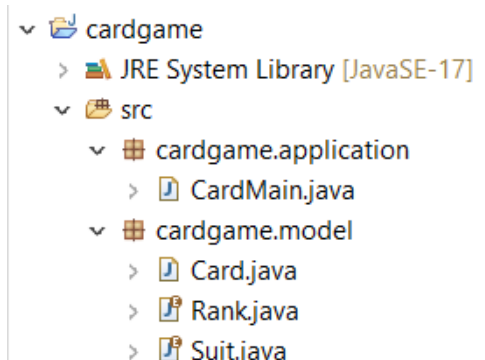 cardgame
JRE System Library [JavaSE-17]
src
cardgame.application
CardMain.java
cardgame.model
Card.java
Rank.java
Suit.java